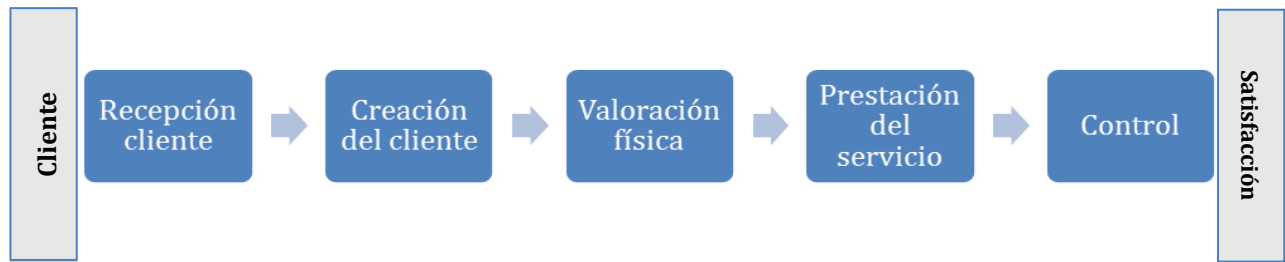 Cliente
Recepción
cliente
Creación
del cliente
Valoración
física
Prestación
del
servicio
Control
Satisfacción